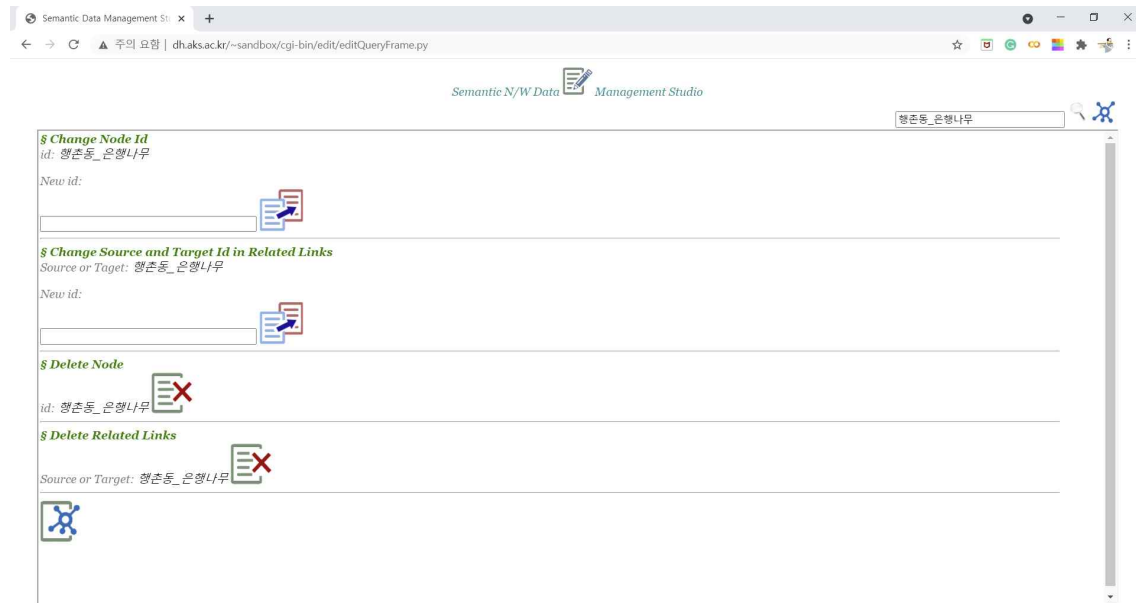 Semantic Data Management St
주의 요함 | dh.aks.ac.kr/~sandbox/cgi-bin/edit/editQueryFrame.py
Semantic N/W Data Management Studio
행촌동_은행나무
§ Change Node Id
id: 행촌동_은행나무
New id:
§ Change Source and Target Id in Related Links
Source or Taget: 행촌동_은행나무
New id:
§ Delete Node
id: 행촌동_은행나무
§ Delete Related Links
Source or Target: 행촌동_은행나무